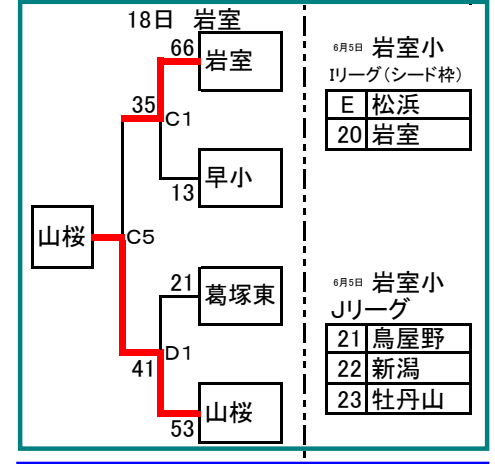 18日 岩室
66 岩室
35
C1
13 早小
山桜
C5
21 葛塚東
D1
41
53 山桜
6月5日 岩室小
Iリーグ(シード枠)
E 松浜
20 岩室
6月5日 岩室小
Jリーグ
21 鳥屋野
22 新潟
23 牡丹山